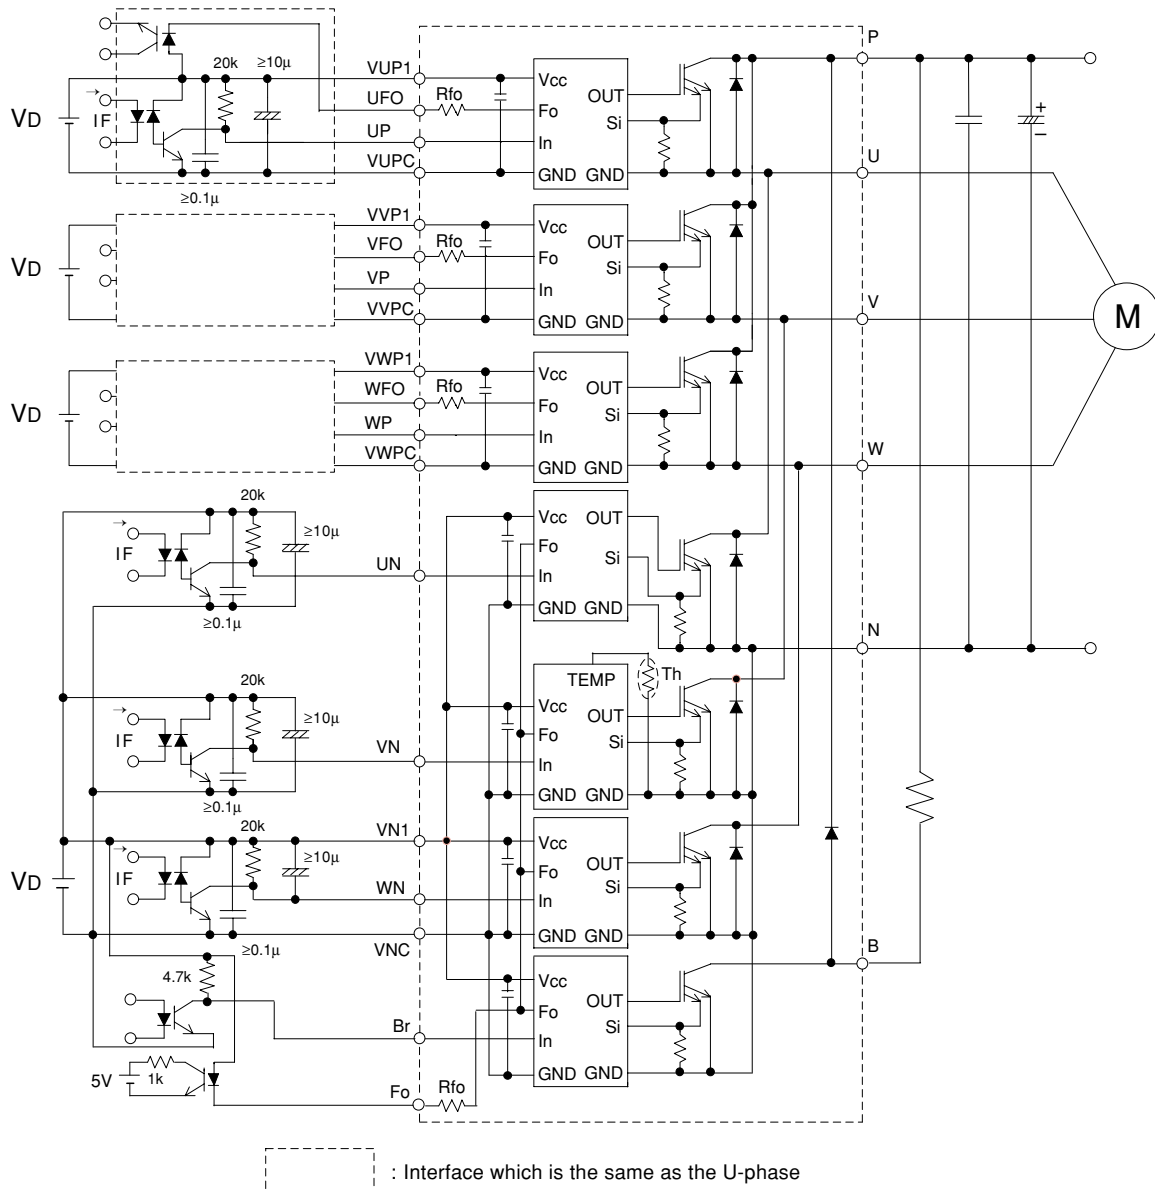 20k
≥10µ
VUP1
P
Vcc
VD
→
IF
UFO
Rfo
Fo
OUT
Si
+
–
UP
In
VUPC
GND GND
U
≥0.1µ
VVP1
Vcc
VFO
Rfo
OUT
VD
Fo
Si
VP
In
VVPC
GND GND
V
M
VWP1
Vcc
WFO
Rfo
OUT
VD
Fo
Si
WP
In
VWPC
GND GND
W
20k
→
IF
≥10µ
Vcc OUT
Fo
Si
UN
In
GND GND
≥0.1µ
N
TEMP
Th
20k
→
IF
≥10µ
Vcc
OUT
Fo
Si
VN
In
GND GND
≥0.1µ
20k
VN1
→
IF
≥10µ
Vcc
OUT
VD
Fo
Si
WN
In
≥0.1µ
VNC
GND GND
B
4.7k
Vcc
OUT
Fo
Si
Br
In
5V
1k
GND GND
Fo
Rfo
: Interface which is the same as the U-phase